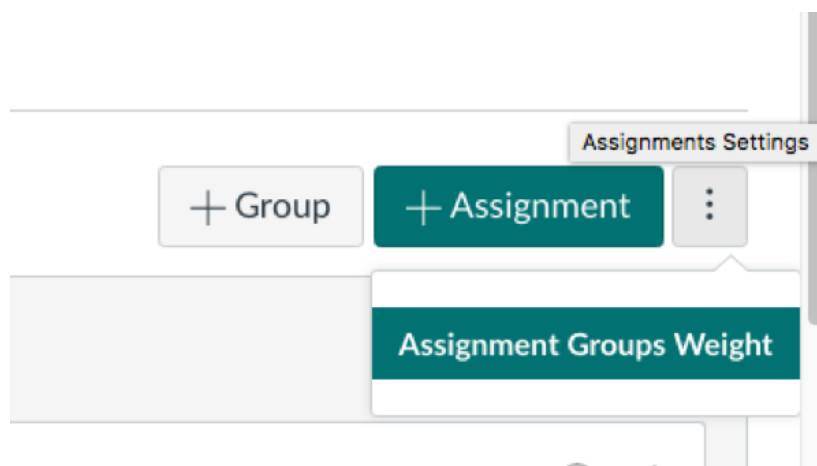 Assignments Settings
+ Group
+ Assignment
Assignment Groups Weight